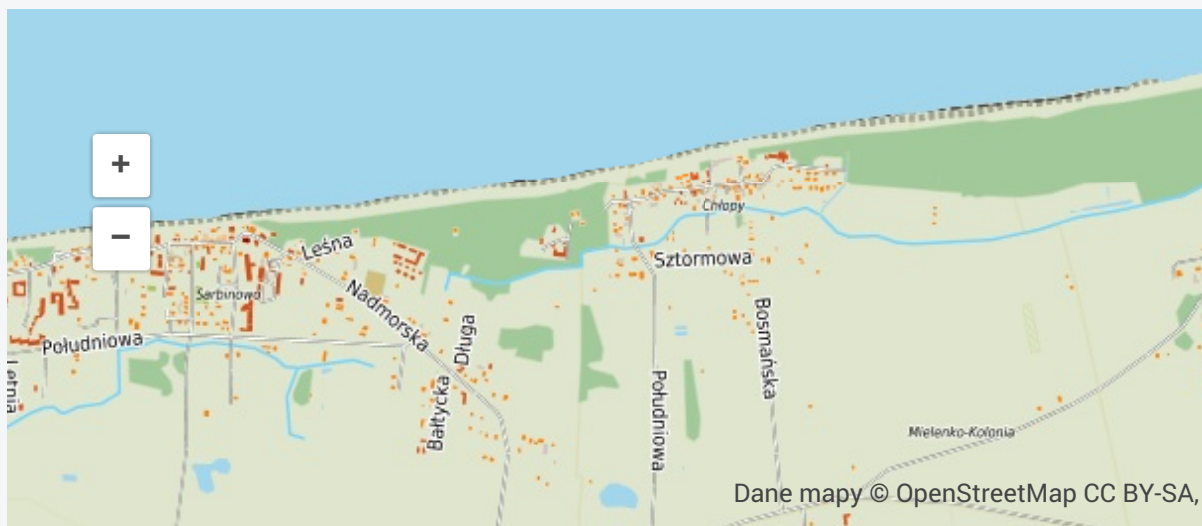 +
−
Chłopy
Leśna
Sztormowa
Sarbinowo
Nadmorska
Bosmańska
Południowa
Długa
Letnia
Bałtycka
Południowa
Mielenko-Kolonia
Dane mapy © OpenStreetMap CC BY-SA,